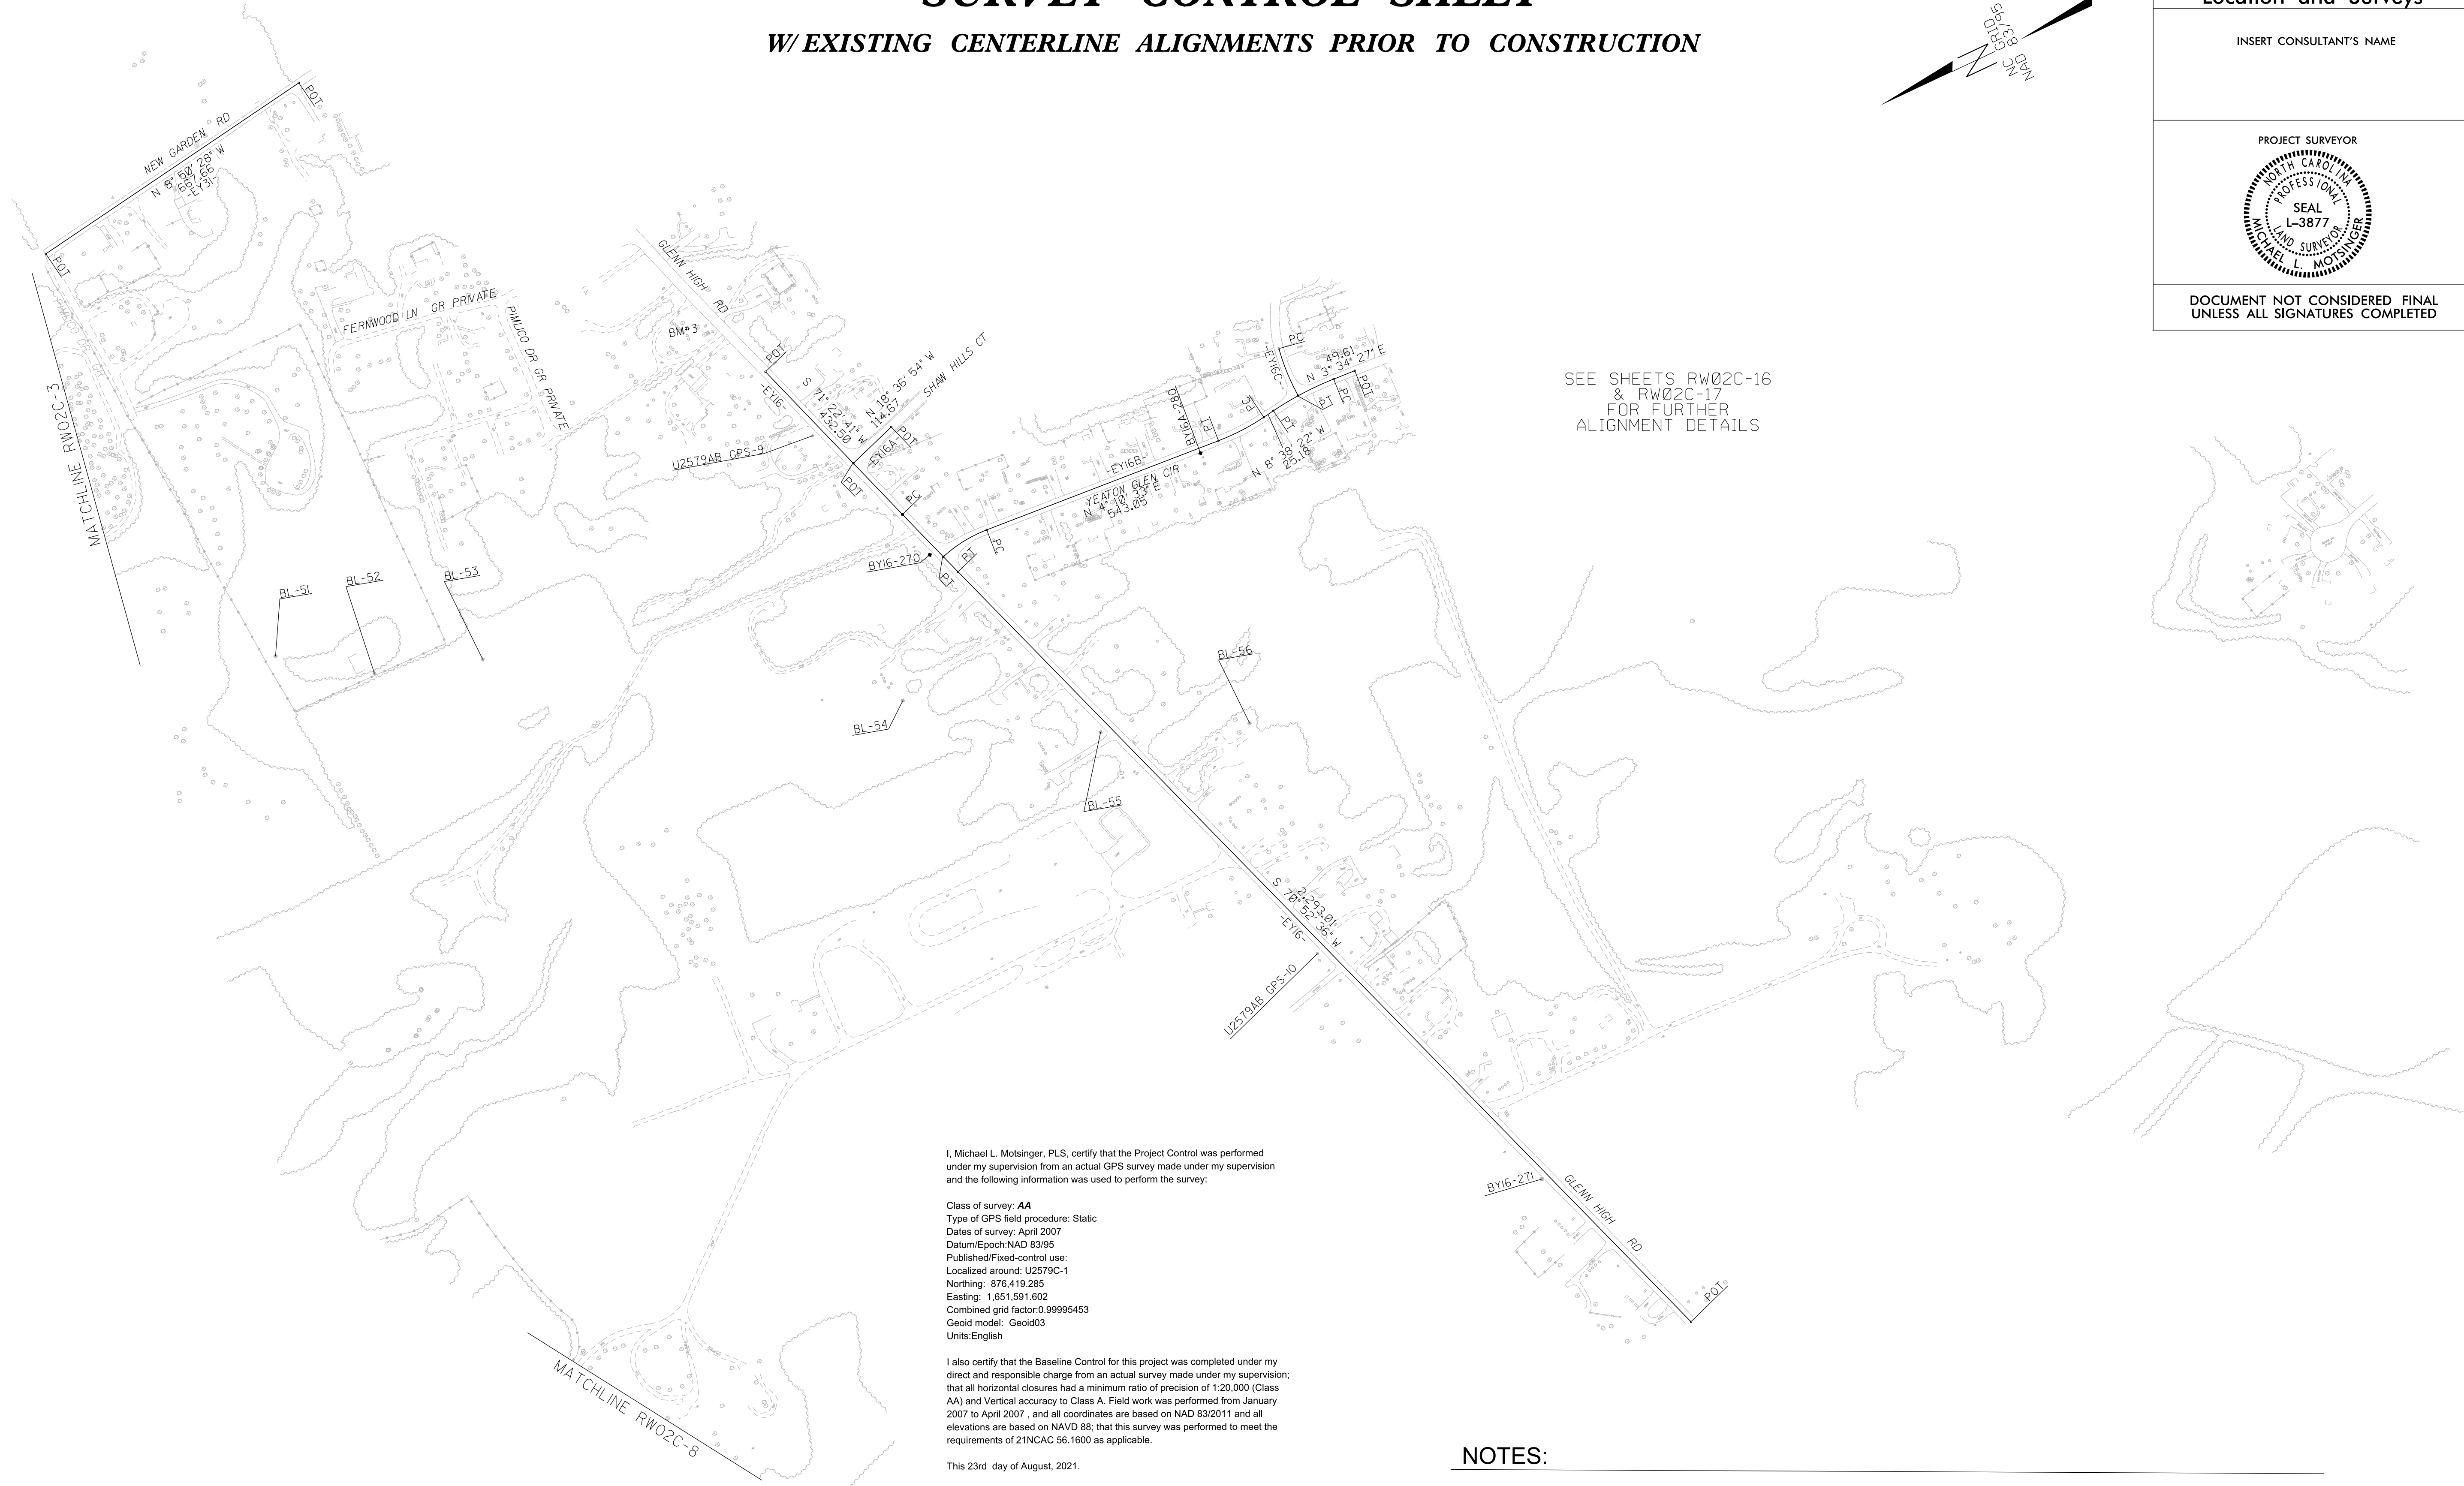 SURVEY CONTROL SHEET
W/ EXISTING CENTERLINE ALIGNMENTS PRIOR TO CONSTRUCTION
NC GRID
NAD 83/95
Location and Surveys
INSERT CONSULTANT'S NAME
PROJECT SURVEYOR
NORTH CAROLINA
PROFESSIONAL
SEAL
L-3877
LAND SURVEYOR
MICHAEL L. MOTSINGER
DOCUMENT NOT CONSIDERED FINAL
UNLESS ALL SIGNATURES COMPLETED
POT
NEW GARDEN RD
N 8° 50' 28" W
667.66
-EY31-
POT
MATCHLINE RW02C-3
FERNWOOD LN GR PRIVATE
PIMLICO DR GR PRIVATE
GLENN HIGH RD
BM#3
POT
-EY16-
S 71° 22' 41" W
432.50
N 18° 36' 54" W
114.67
SHAW HILLS CT
-EY16A-
POT
U2579AB GPS-9
POT
PC
BY16-270
PT
PT
PC
-EY16B-
YEATON GLEN CIR
N 4° 10' 33" E
543.05
BY16A-280
PT
PC
PT
N 8° 38' 22" W
25.18
-EY16C-
PC
49.61
N 3° 34' 27" E
PT
PC
POT
SEE SHEETS RW02C-16
& RW02C-17
FOR FURTHER
ALIGNMENT DETAILS
BL-51
BL-52
BL-53
BL-54
BL-55
BL-56
2,293.01
S 70° 52' 36" W
-EY16-
U2579AB GPS-10
BY16-271
GLENN HIGH RD
POT
MATCHLINE RW02C-8
I, Michael L. Motsinger, PLS, certify that the Project Control was performed
under my supervision from an actual GPS survey made under my supervision
and the following information was used to perform the survey:
Class of survey: AA
Type of GPS field procedure: Static
Dates of survey: April 2007
Datum/Epoch:NAD 83/95
Published/Fixed-control use:
Localized around: U2579C-1
Northing: 876,419.285
Easting: 1,651,591.602
Combined grid factor:0.99995453
Geoid model: Geoid03
Units:English
I also certify that the Baseline Control for this project was completed under my
direct and responsible charge from an actual survey made under my supervision;
that all horizontal closures had a minimum ratio of precision of 1:20,000 (Class
AA) and Vertical accuracy to Class A. Field work was performed from January
2007 to April 2007 , and all coordinates are based on NAD 83/2011 and all
elevations are based on NAVD 88; that this survey was performed to meet the
requirements of 21NCAC 56.1600 as applicable.
This 23rd day of August, 2021.
NOTES: